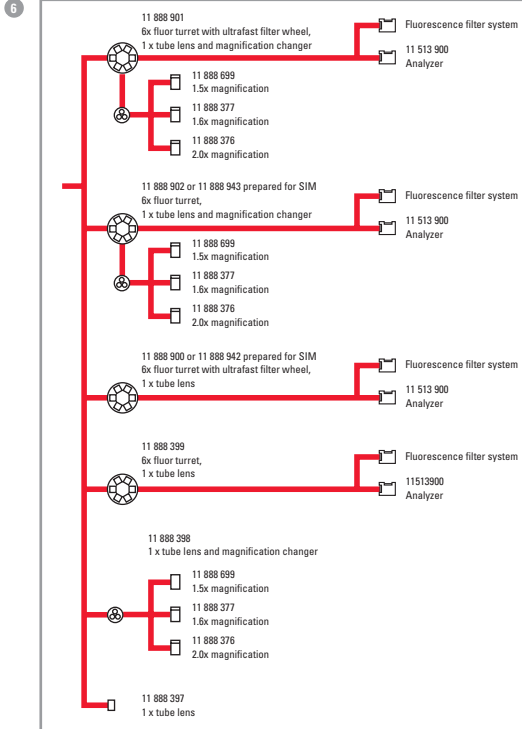 6
11 888 901
6x fluor turret with ultrafast filter wheel,
1 x tube lens and magnification changer
Fluorescence filter system
11 513 900
Analyzer
11 888 699
1.5x magnification
11 888 377
1.6x magnification
11 888 376
2.0x magnification
11 888 902 or 11 888 943 prepared for SIM
6x fluor turret,
1 x tube lens and magnification changer
Fluorescence filter system
11 513 900
Analyzer
11 888 699
1.5x magnification
11 888 377
1.6x magnification
11 888 376
2.0x magnification
11 888 900 or 11 888 942 prepared for SIM
6x fluor turret with ultrafast filter wheel,
1 x tube lens
Fluorescence filter system
11 513 900
Analyzer
11 888 399
6x fluor turret,
1 x tube lens
Fluorescence filter system
11513900
Analyzer
11 888 398
1 x tube lens and magnification changer
11 888 699
1.5x magnification
11 888 377
1.6x magnification
11 888 376
2.0x magnification
11 888 397
1 x tube lens